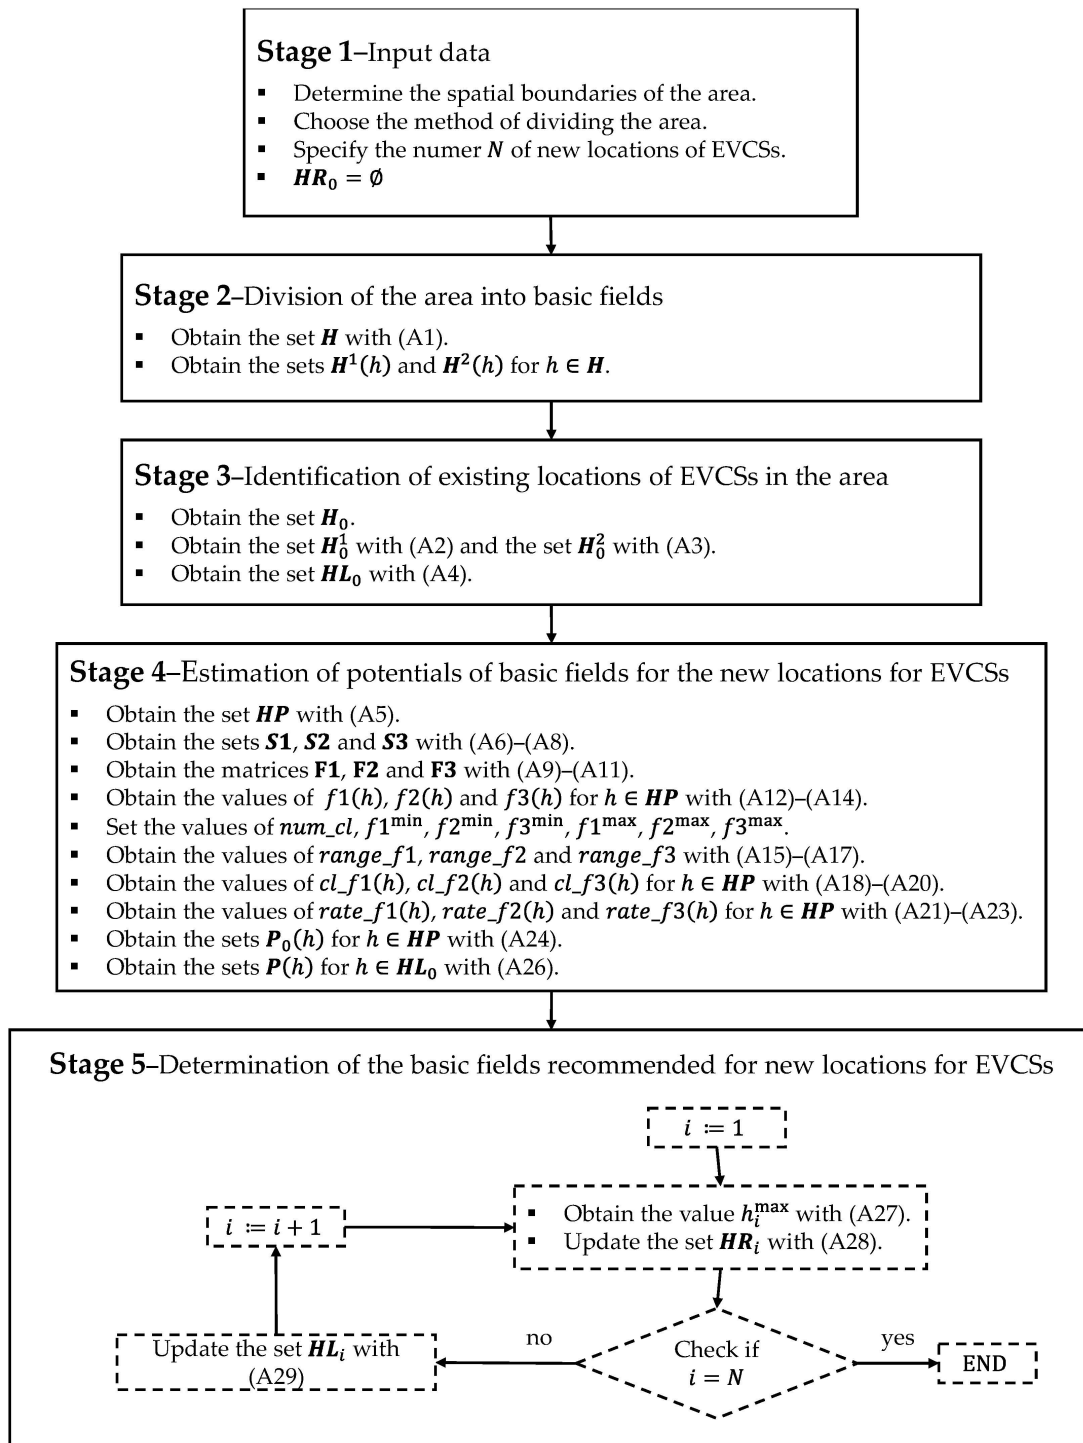 Stage 1–Input data
▪ Determine the spatial boundaries of the area.
▪ Choose the method of dividing the area.
▪ Specify the numer N of new locations of EVCSs.
▪ HR₀ = ∅
Stage 2–Division of the area into basic fields
▪ Obtain the set H with (A1).
▪ Obtain the sets H¹(h) and H²(h) for h ∈ H.
Stage 3–Identification of existing locations of EVCSs in the area
▪ Obtain the set H₀.
▪ Obtain the set H₀¹ with (A2) and the set H₀² with (A3).
▪ Obtain the set HL₀ with (A4).
Stage 4–Estimation of potentials of basic fields for the new locations for EVCSs
▪ Obtain the set HP with (A5).
▪ Obtain the sets S1, S2 and S3 with (A6)–(A8).
▪ Obtain the matrices F1, F2 and F3 with (A9)–(A11).
▪ Obtain the values of f1(h), f2(h) and f3(h) for h ∈ HP with (A12)–(A14).
▪ Set the values of num_cl, f1ᵐⁱⁿ, f2ᵐⁱⁿ, f3ᵐⁱⁿ, f1ᵐᵃˣ, f2ᵐᵃˣ, f3ᵐᵃˣ.
▪ Obtain the values of range_f1, range_f2 and range_f3 with (A15)–(A17).
▪ Obtain the values of cl_f1(h), cl_f2(h) and cl_f3(h) for h ∈ HP with (A18)–(A20).
▪ Obtain the values of rate_f1(h), rate_f2(h) and rate_f3(h) for h ∈ HP with (A21)–(A23).
▪ Obtain the sets P₀(h) for h ∈ HP with (A24).
▪ Obtain the sets P(h) for h ∈ HL₀ with (A26).
Stage 5–Determination of the basic fields recommended for new locations for EVCSs
i ≔ 1
▪ Obtain the value hᵢᵐᵃˣ with (A27).
▪ Update the set HRᵢ with (A28).
i ≔ i + 1
Update the set HLᵢ with
(A29)
no
Check if
i = N
yes
END